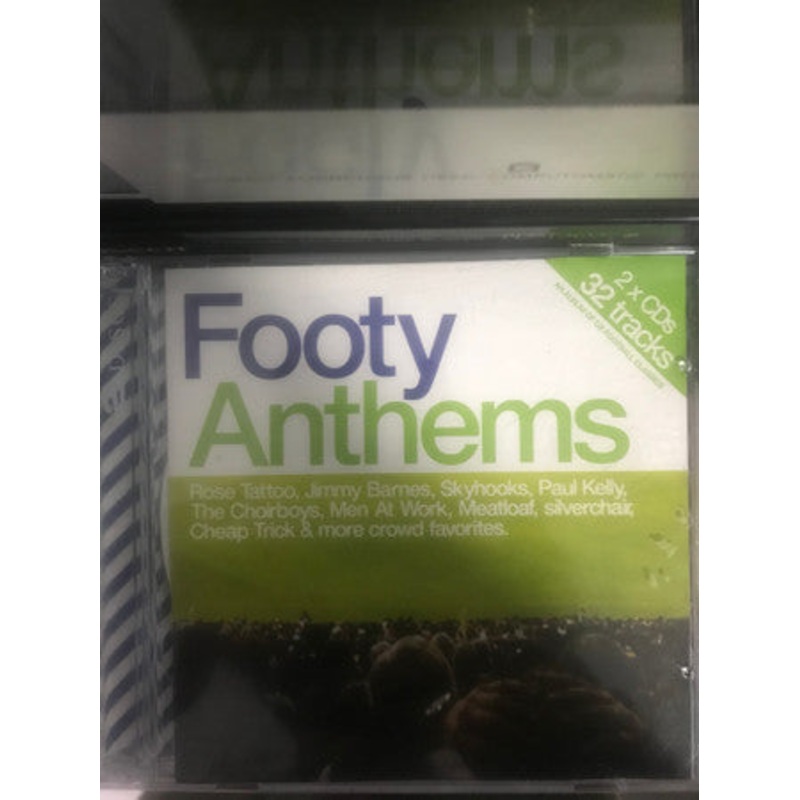 Footy
Anthems
2 x CDs
32 tracks
Rose Tattoo, Jimmy Barnes, Skyhooks, Paul Kelly,
The Choirboys, Men At Work, Meatloaf, silverchair,
Cheap Trick & more crowd favorites.